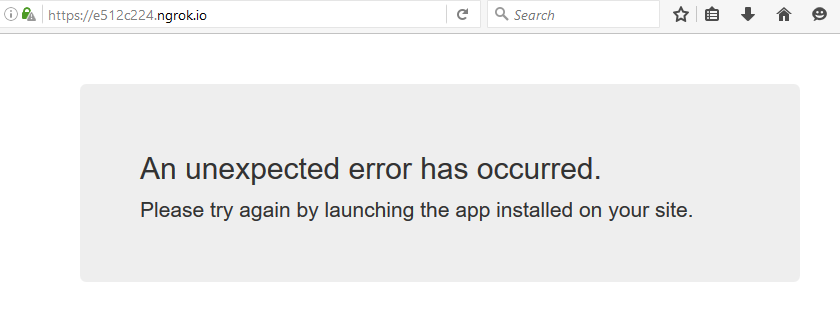 https://e512c224.ngrok.io
Search
An unexpected error has occurred.
Please try again by launching the app installed on your site.